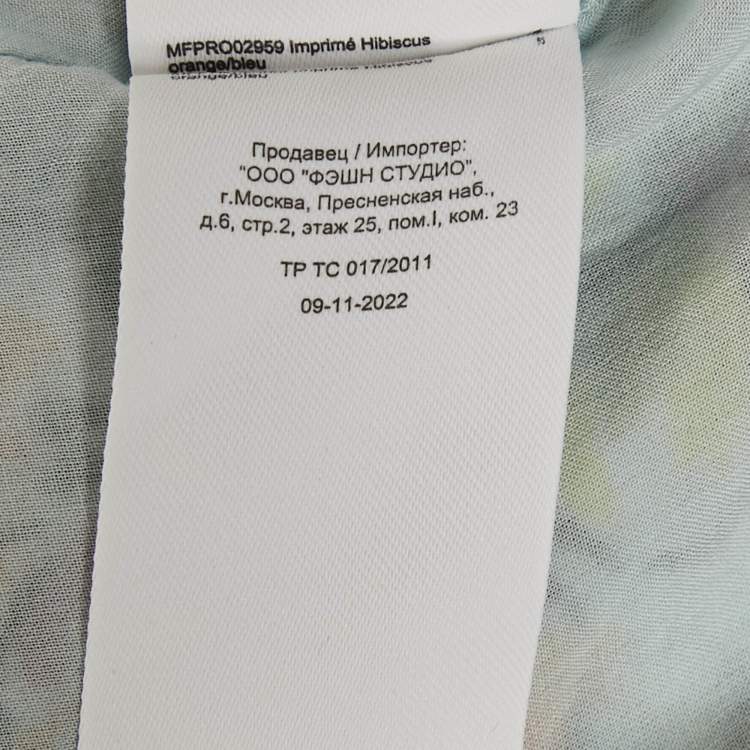 MFPRO02959 Imprimé Hibiscus
orange/bleu
Продавец / Импортер:
"ООО "ФЭШН СТУДИО",
г.Москва, Пресненская наб.,
д.6, стр.2, этаж 25, пом.I, ком. 23
ТР ТС 017/2011
09-11-2022